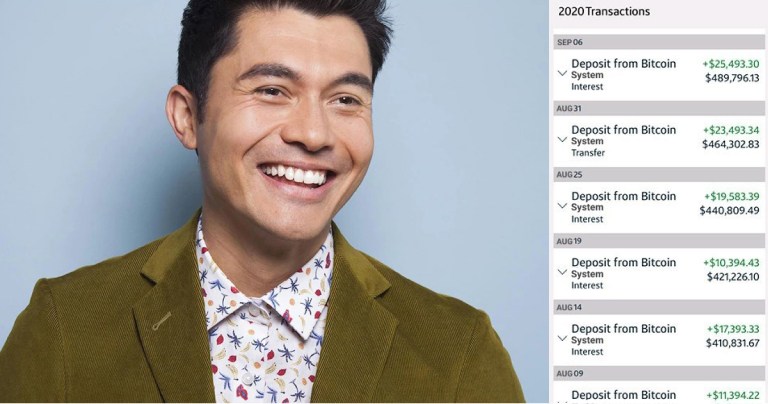 2020 Transactions
SEP 06
Deposit from Bitcoin +$25,493.30
System $489,796.13
Interest
AUG 31
Deposit from Bitcoin +$23,493.34
System $464,302.83
Transfer
AUG 25
Deposit from Bitcoin +$19,583.39
System $440,809.49
Interest
AUG 19
Deposit from Bitcoin +$10,394.43
System $421,226.10
Interest
AUG 14
Deposit from Bitcoin +$17,393.33
System $410,831.67
Interest
AUG 09
Deposit from Bitcoin +$11,394.22